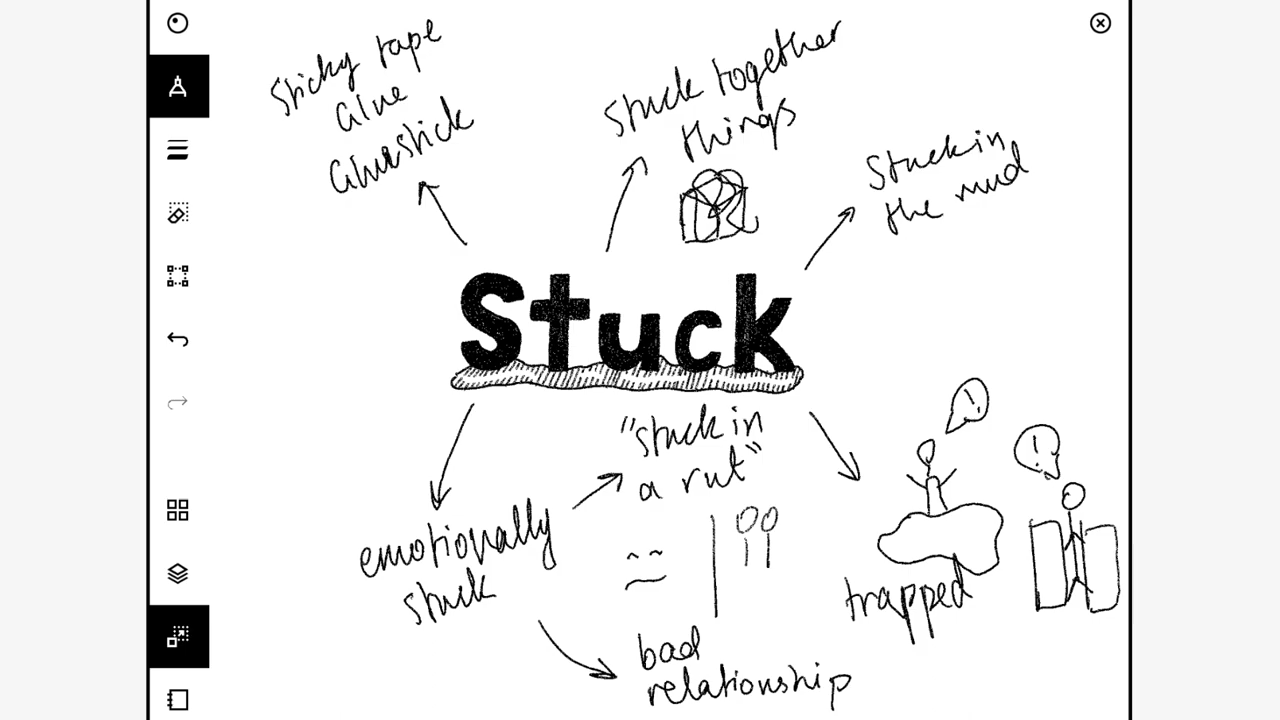 Sticky tape
Glue
Gluestick
Stuck together
things
Stuck in
the mud
Stuck
"stuck in
a rut"
emotionally
stuck
!
!
trapped
bad
relationship